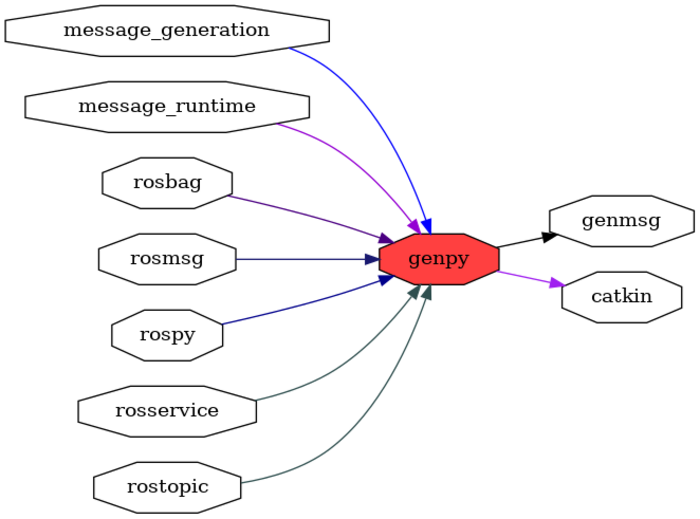 message_generation
message_runtime
rosbag
rosmsg
rospy
rosservice
rostopic
genpy
genmsg
catkin